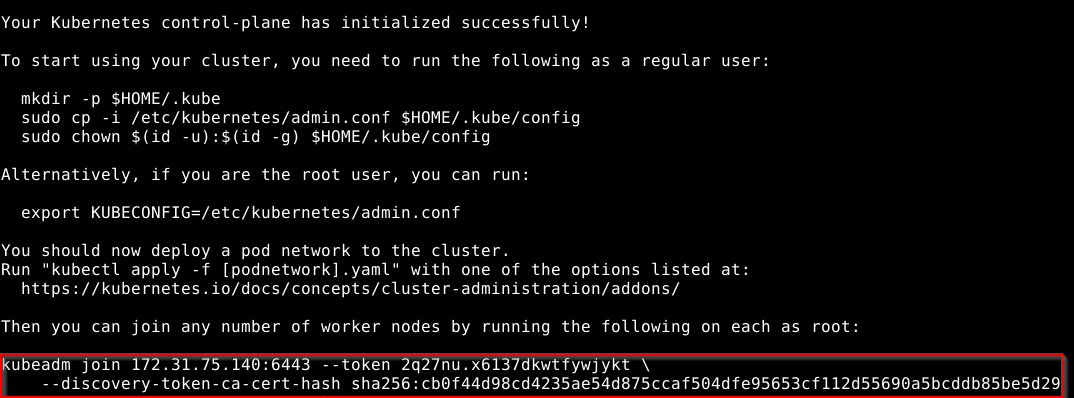 Your Kubernetes control-plane has initialized successfully!
To start using your cluster, you need to run the following as a regular user:
mkdir -p $HOME/.kube
sudo cp -i /etc/kubernetes/admin.conf $HOME/.kube/config
sudo chown $(id -u):$(id -g) $HOME/.kube/config
Alternatively, if you are the root user, you can run:
export KUBECONFIG=/etc/kubernetes/admin.conf
You should now deploy a pod network to the cluster.
Run "kubectl apply -f [podnetwork].yaml" with one of the options listed at:
https://kubernetes.io/docs/concepts/cluster-administration/addons/
Then you can join any number of worker nodes by running the following on each as root:
kubeadm join 172.31.75.140:6443 --token 2q27nu.x6137dkwtfywjykt \
--discovery-token-ca-cert-hash sha256:cb0f44d98cd4235ae54d875ccaf504dfe95653cf112d55690a5bcddb85be5d29